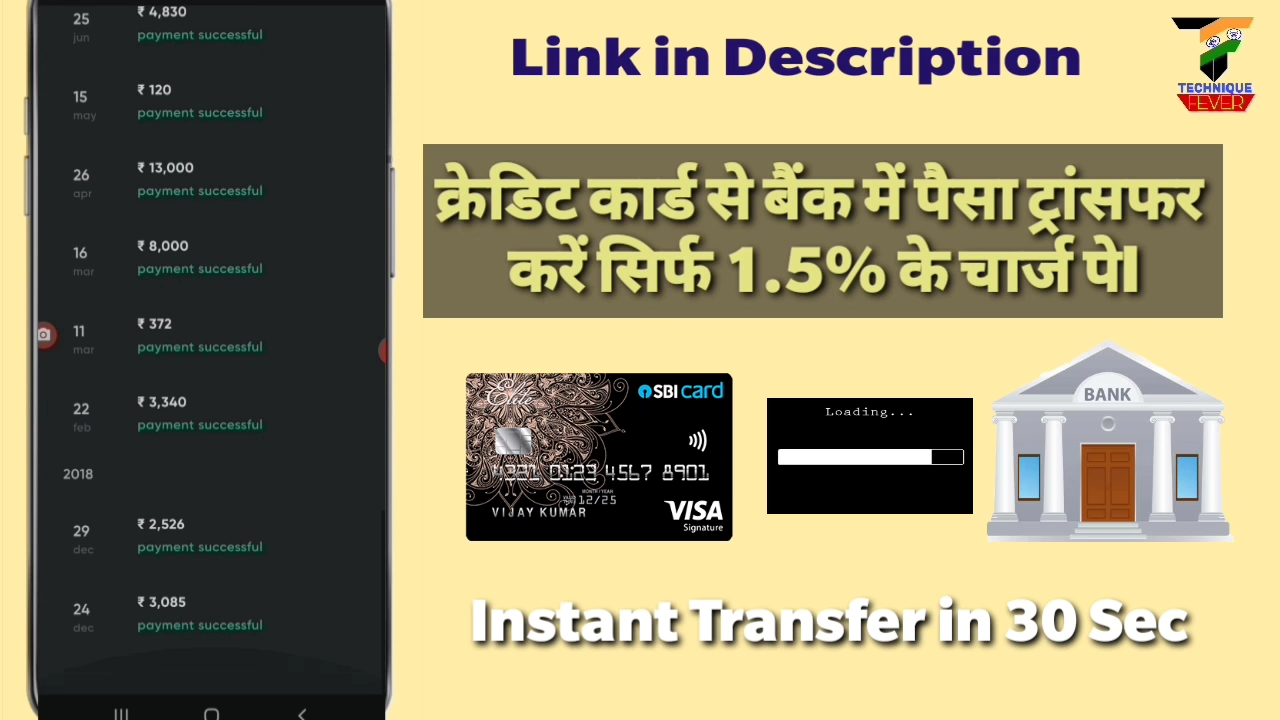 25 ₹ 4,830
jun payment successful
15 ₹ 120
may payment successful
26 ₹ 13,000
apr payment successful
16 ₹ 8,000
mar payment successful
11 ₹ 372
mar payment successful
22 ₹ 3,340
feb payment successful
2018
29 ₹ 2,526
dec payment successful
24 ₹ 3,085
dec payment successful
Link in Description
TECHNIQUE
FEVER
क्रेडिट कार्ड से बैंक में पैसा ट्रांसफर
करें सिर्फ 1.5% के चार्ज पे।
Elite
SBI card
0123 4567 8901
MONTH/YEAR
12/25
VIJAY KUMAR
VISA
Signature
Loading...
BANK
Instant Transfer in 30 Sec